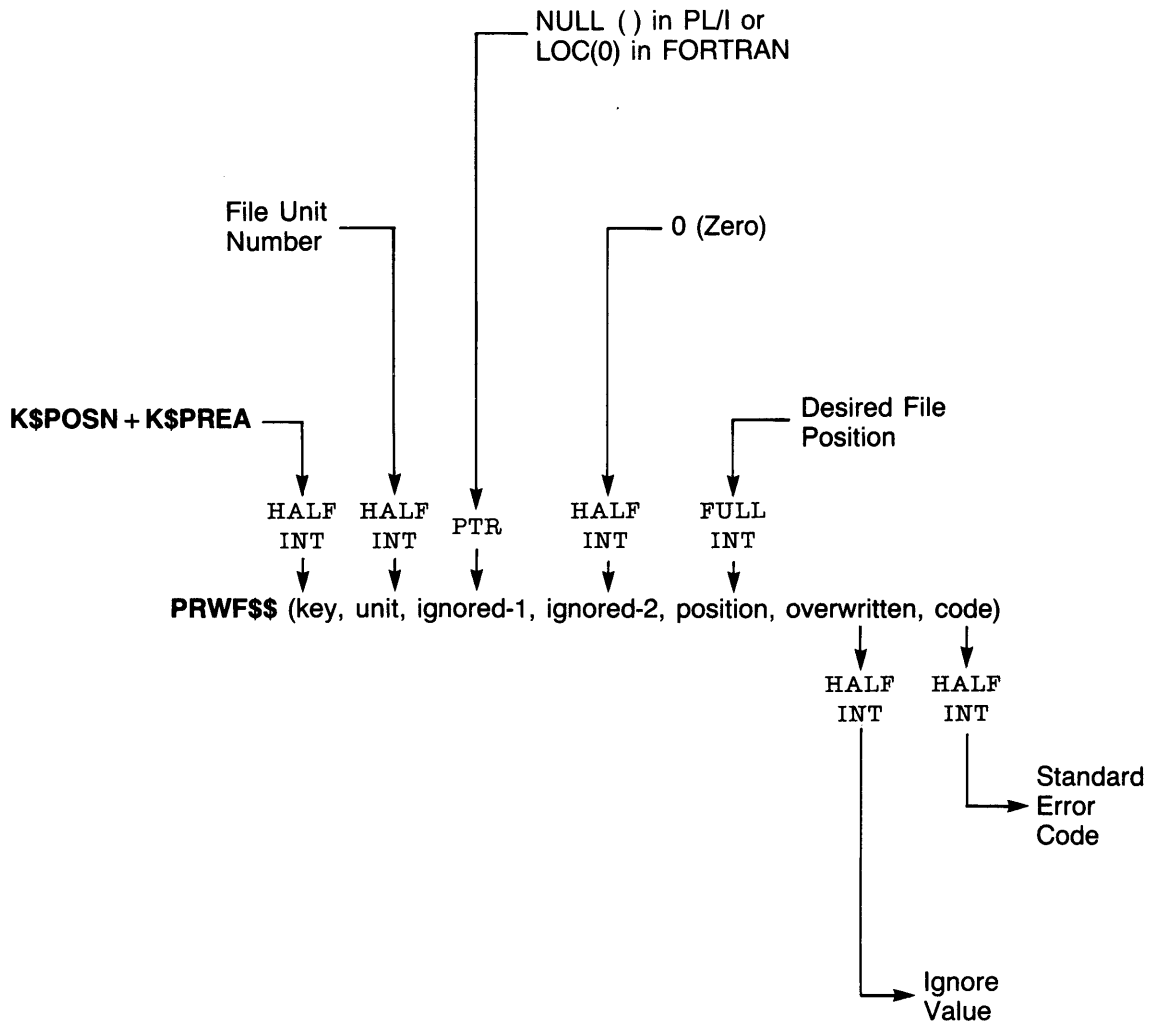 NULL ( ) in PL/I or
LOC(0) in FORTRAN
File Unit
Number
0 (Zero)
K$POSN + K$PREA
Desired File
Position
HALF HALF PTR HALF FULL
INT INT INT INT
PRWF$$ (key, unit, ignored-1, ignored-2, position, overwritten, code)
HALF HALF
INT INT
Standard
Error
Code
Ignore
Value